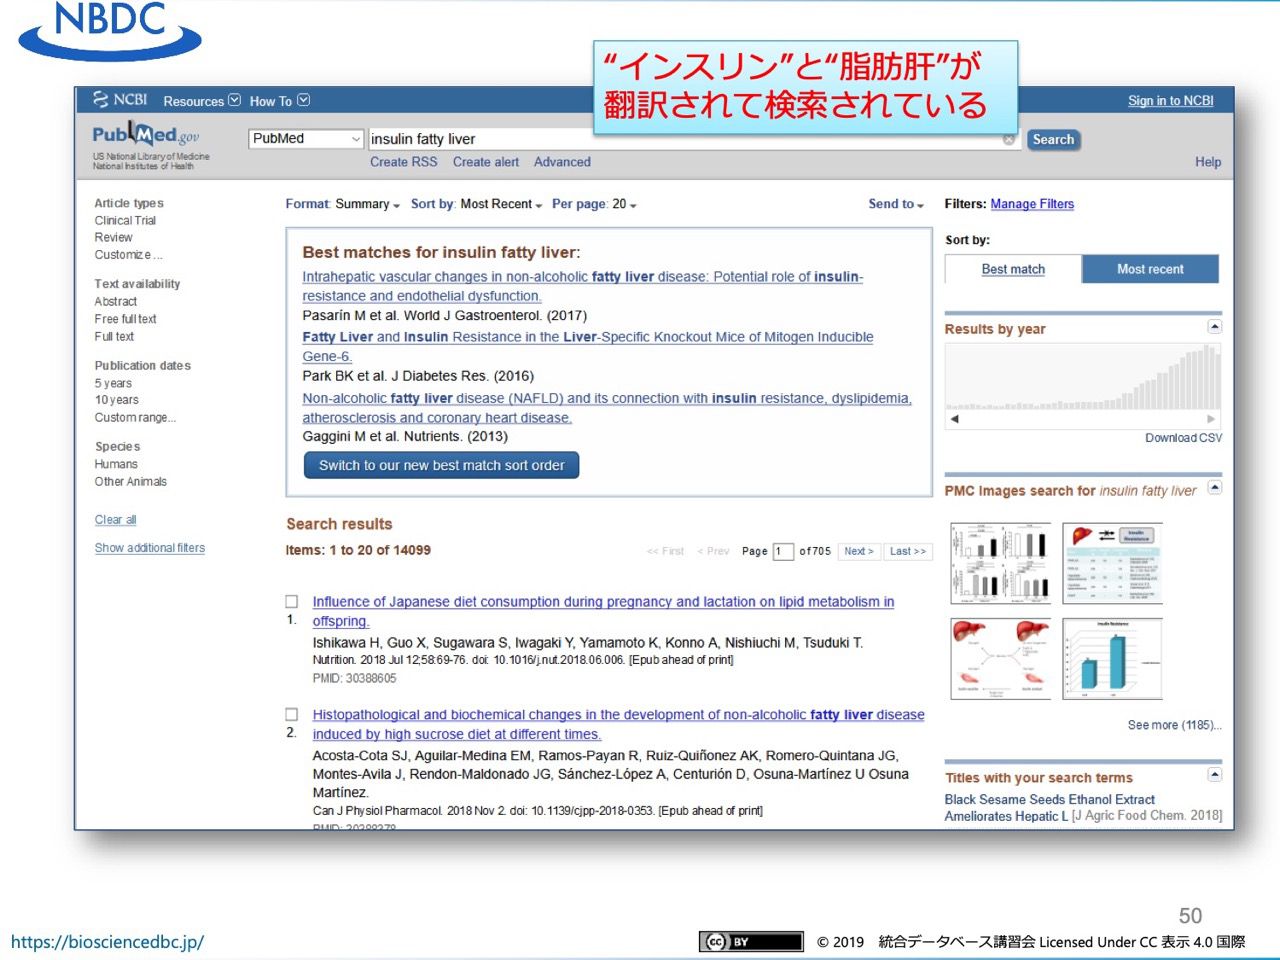 NBDC
“インスリン”と“脂肪肝”が
翻訳されて検索されている
NCBI Resources How To Sign in to NCBI
PubMed.gov
US National Library of Medicine
National Institutes of Health
PubMed insulin fatty liver Search
Create RSS Create alert Advanced Help
Article types
Clinical Trial
Review
Customize ...
Text availability
Abstract
Free full text
Full text
Publication dates
5 years
10 years
Custom range...
Species
Humans
Other Animals
Clear all
Show additional filters
Format: Summary Sort by: Most Recent Per page: 20 Send to
Best matches for insulin fatty liver:
Intrahepatic vascular changes in non-alcoholic fatty liver disease: Potential role of insulin-
resistance and endothelial dysfunction.
Pasarín M et al. World J Gastroenterol. (2017)
Fatty Liver and Insulin Resistance in the Liver-Specific Knockout Mice of Mitogen Inducible
Gene-6.
Park BK et al. J Diabetes Res. (2016)
Non-alcoholic fatty liver disease (NAFLD) and its connection with insulin resistance, dyslipidemia,
atherosclerosis and coronary heart disease.
Gaggini M et al. Nutrients. (2013)
Switch to our new best match sort order
Search results
Items: 1 to 20 of 14099
<< First < Prev Page 1 of 705 Next > Last >>
1.
Influence of Japanese diet consumption during pregnancy and lactation on lipid metabolism in
offspring.
Ishikawa H, Guo X, Sugawara S, Iwagaki Y, Yamamoto K, Konno A, Nishiuchi M, Tsuduki T.
Nutrition. 2018 Jul 12;58:69-76. doi: 10.1016/j.nut.2018.06.006. [Epub ahead of print]
PMID: 30388605
2.
Histopathological and biochemical changes in the development of non-alcoholic fatty liver disease
induced by high sucrose diet at different times.
Acosta-Cota SJ, Aguilar-Medina EM, Ramos-Payan R, Ruiz-Quiñonez AK, Romero-Quintana JG,
Montes-Avila J, Rendon-Maldonado JG, Sánchez-López A, Centurión D, Osuna-Martínez U Osuna
Martínez.
Can J Physiol Pharmacol. 2018 Nov 2. doi: 10.1139/cjpp-2018-0353. [Epub ahead of print]
PMID: 30388378
Filters: Manage Filters
Sort by:
Best match Most recent
Results by year
Download CSV
PMC Images search for insulin fatty liver
Insulin
Resistance
Insulin Resistance
See more (1185)...
Titles with your search terms
Black Sesame Seeds Ethanol Extract
Ameliorates Hepatic L [J Agric Food Chem. 2018]
50
https://biosciencedbc.jp/
CC BY © 2019 統合データベース講習会 Licensed Under CC 表示 4.0 国際